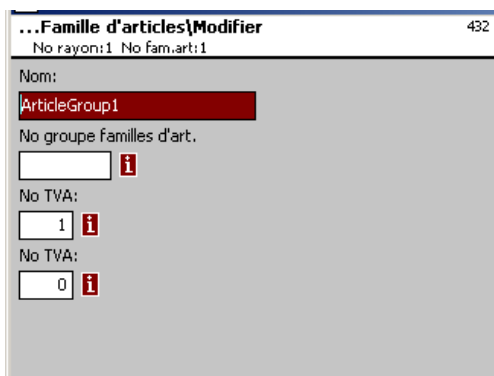 ...Famille d'articles\Modifier 432
No rayon:1 No fam.art:1
Nom:
ArticleGroup1
No groupe familles d'art.
i
No TVA:
1 i
No TVA:
0 i